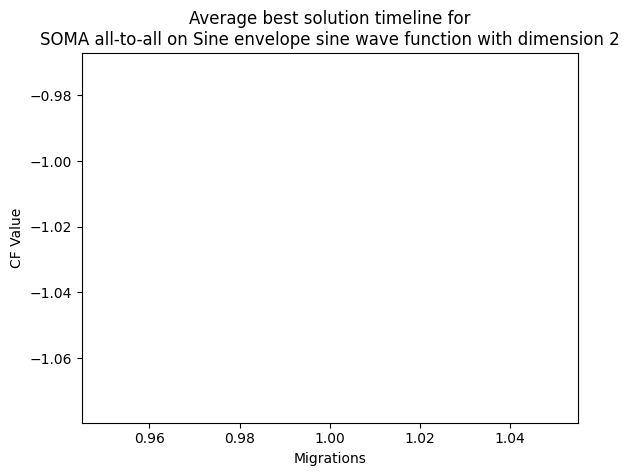 Average best solution timeline for
SOMA all-to-all on Sine envelope sine wave function with dimension 2
−0.98
−1.00
−1.02
−1.04
−1.06
CF Value
0.96 0.98 1.00 1.02 1.04
Migrations